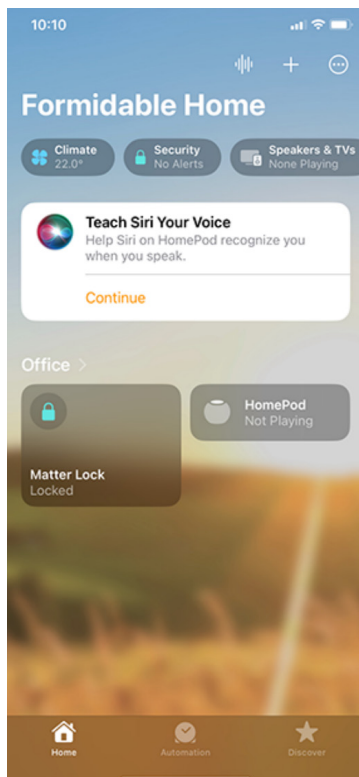 10:10
Formidable Home
Climate
22.0°
Security
No Alerts
Speakers & TVs
None Playing
Teach Siri Your Voice
Help Siri on HomePod recognize you
when you speak.
Continue
Office >
HomePod
Not Playing
Matter Lock
Locked
Home
Automation
Discover